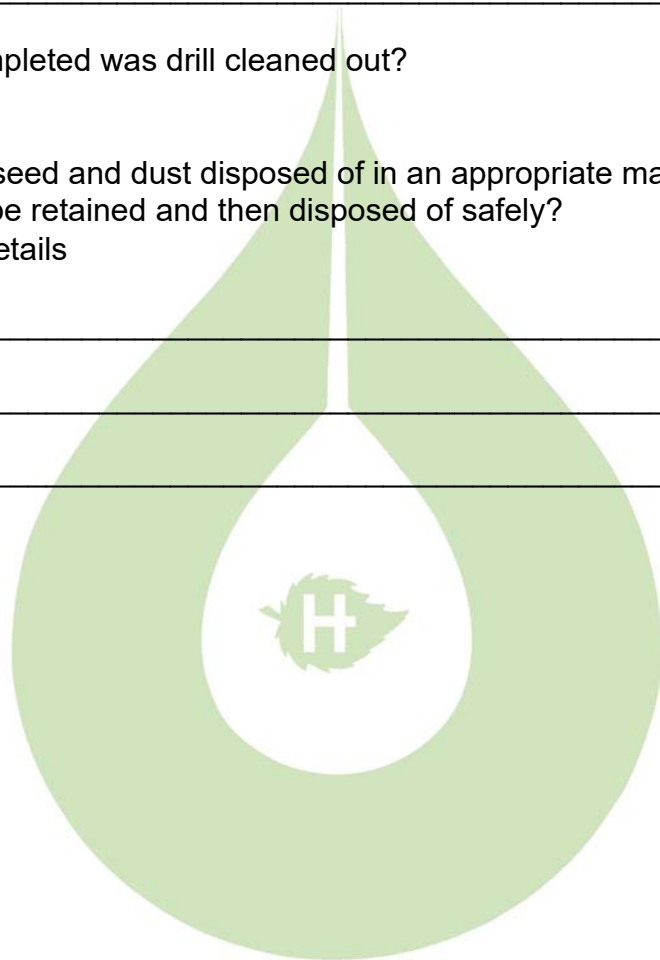 pleted was drill cleaned out?
seed and dust disposed of in an appropriate
be retained and then disposed of safely?
etails
H